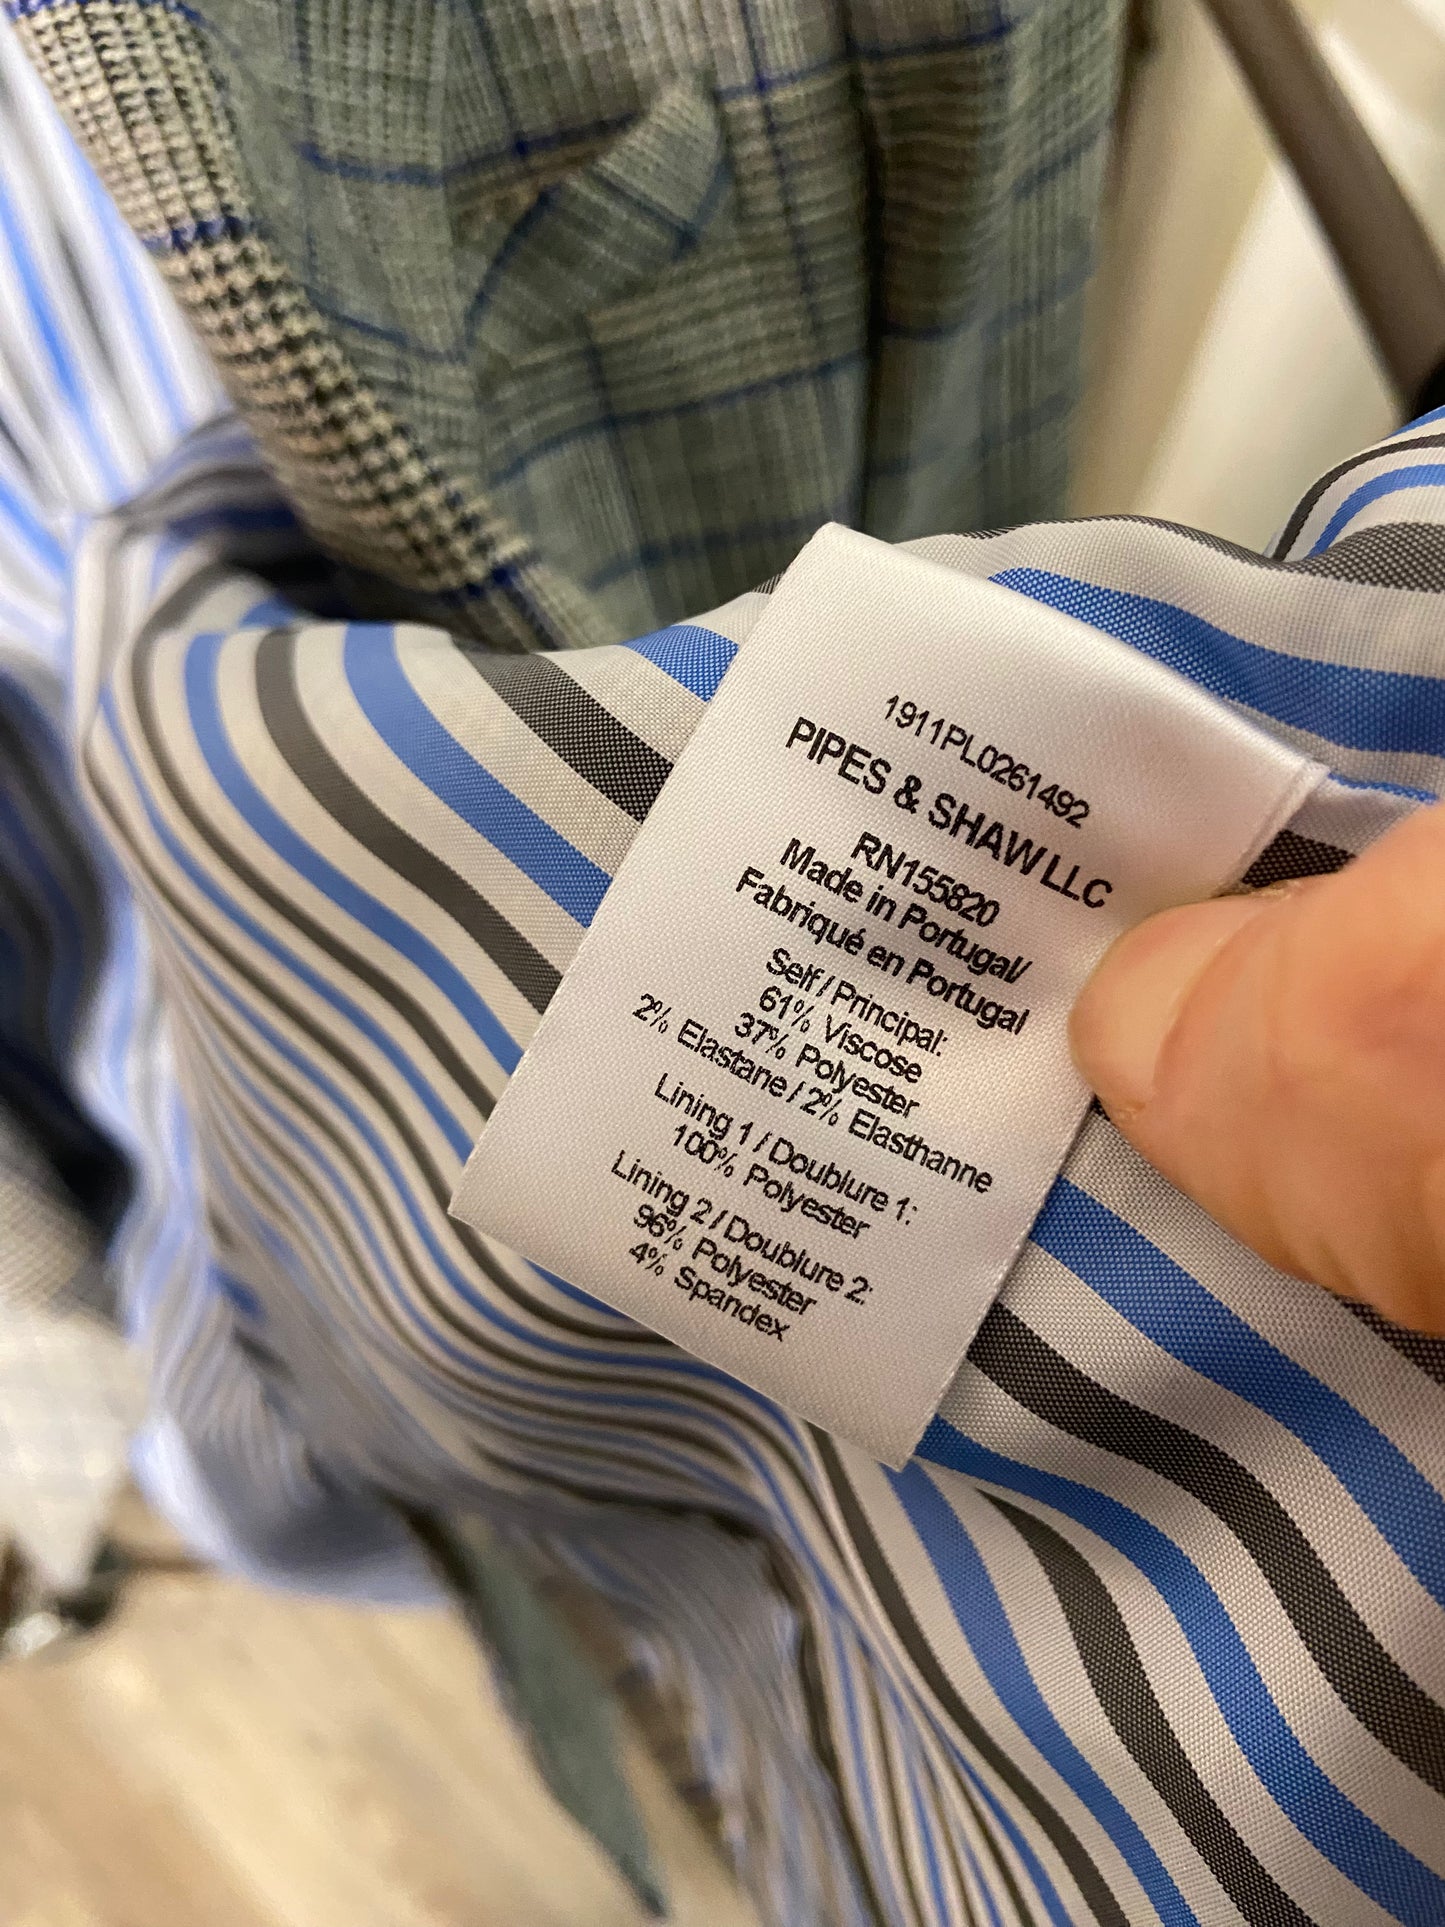 1911PL0261492
PIPES & SHAW LLC
RN155820
Made in Portugal/
Fabriqué en Portugal
Self / Principal:
61% Viscose
37% Polyester
2% Elastane / 2% Elasthanne
Lining 1 / Doublure 1:
100% Polyester
Lining 2 / Doublure 2:
96% Polyester
4% Spandex